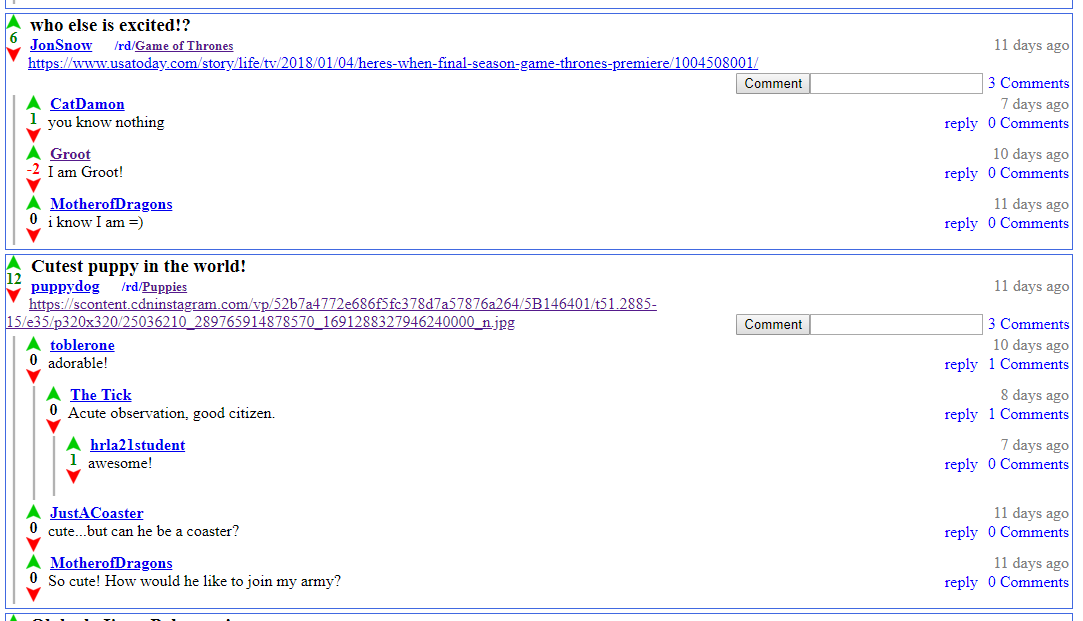 who else is excited!?
6
JonSnow /rd/Game of Thrones 11 days ago
https://www.usatoday.com/story/life/tv/2018/01/04/heres-when-final-season-game-thrones-premiere/1004508001/
Comment 3 Comments
CatDamon 7 days ago
1
you know nothing reply 0 Comments
Groot 10 days ago
-2
I am Groot! reply 0 Comments
MotherofDragons 11 days ago
0
i know I am =) reply 0 Comments
Cutest puppy in the world!
12
puppydog /rd/Puppies 11 days ago
https://scontent.cdninstagram.com/vp/52b7a4772e686f5fc378d7a57876a264/5B146401/t51.2885-
15/e35/p320x320/25036210_289765914878570_1691288327946240000_n.jpg
Comment 3 Comments
toblerone 10 days ago
0
adorable! reply 1 Comments
The Tick 8 days ago
0
Acute observation, good citizen. reply 1 Comments
hrla21student 7 days ago
1
awesome! reply 0 Comments
JustACoaster 11 days ago
0
cute...but can he be a coaster? reply 0 Comments
MotherofDragons 11 days ago
0
So cute! How would he like to join my army? reply 0 Comments